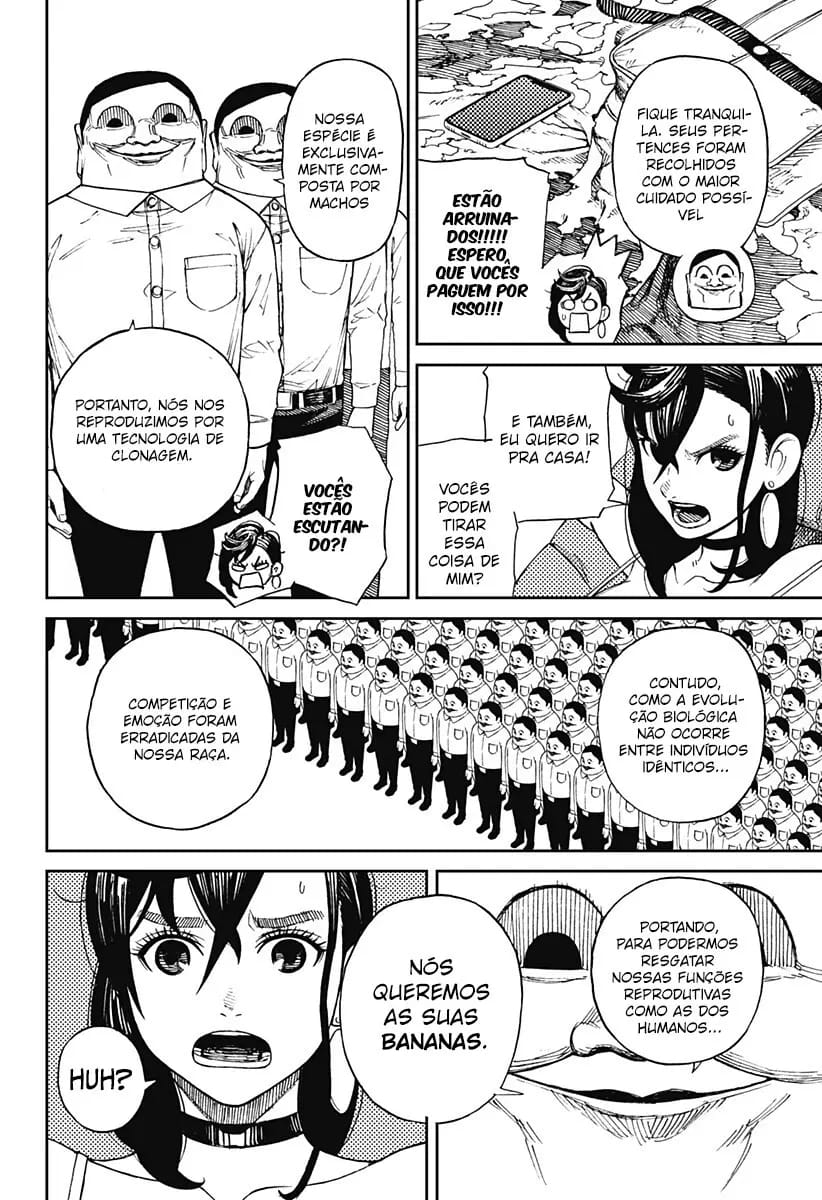 FIQUE TRANQUI-
LA. SEUS PER-
TENCES FORAM
RECOLHIDOS
COM O MAIOR
CUIDADO POSSÍ-
VEL
ESTÃO
ARRUINA-
DOS!!!!!
ESPERO,
QUE VOCÊS
PAGUEM POR
ISSO!!!
E TAMBÉM,
EU QUERO IR
PRA CASA!
VOCÊS
PODEM
TIRAR
ESSA
COISA DE
MIM?
NOSSA
ESPÉCIE É
EXCLUSIVA-
MENTE COM-
POSTA POR
MACHOS
PORTANTO, NÓS NOS
REPRODUZIMOS POR
UMA TECNOLOGIA DE
CLONAGEM.
VOCÊS
ESTÃO
ESCUTAN-
DO?!
CONTUDO,
COMO A EVOLU-
ÇÃO BIOLÓGICA
NÃO OCORRE
ENTRE INDIVÍDUOS
IDÊNTICOS...
COMPETIÇÃO E
EMOÇÃO FORAM
ERRADICADAS DA
NOSSA RAÇA.
PORTANDO,
PARA PODERMOS
RESGATAR
NOSSAS FUNÇÕES
REPRODUTIVAS
COMO AS DOS
HUMANOS...
NÓS
QUEREMOS
AS SUAS
BANANAS.
HUH?